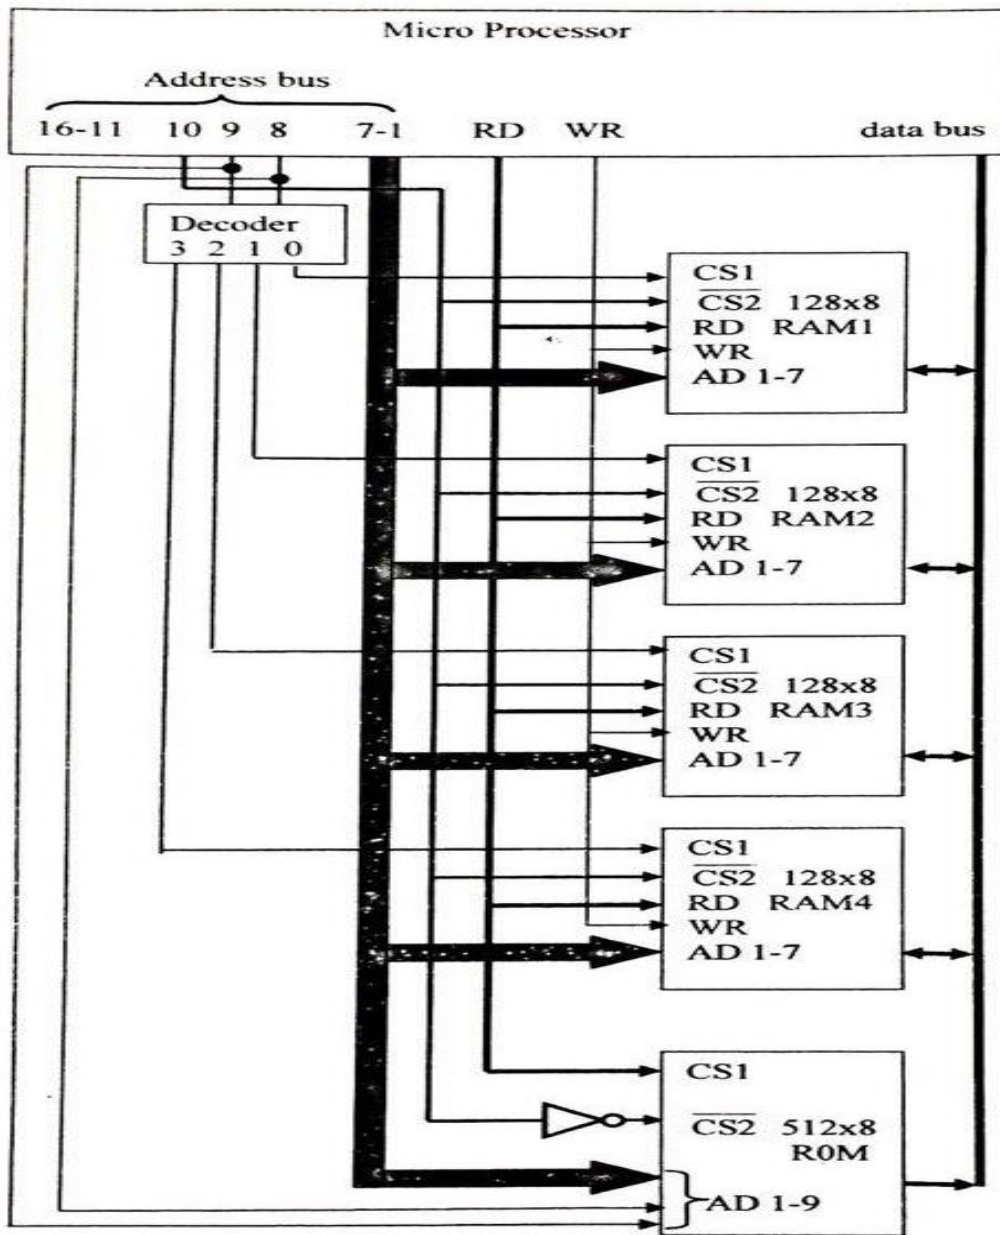 Micro Processor
Address bus
16-11 10 9 8 7-1 RD WR data bus
Decoder
3 2 1 0
CS1
CS2 128x8
RD RAM1
WR
AD 1-7
CS1
CS2 128x8
RD RAM2
WR
AD 1-7
CS1
CS2 128x8
RD RAM3
WR
AD 1-7
CS1
CS2 128x8
RD RAM4
WR
AD 1-7
CS1
CS2 512x8
R0M
AD 1-9